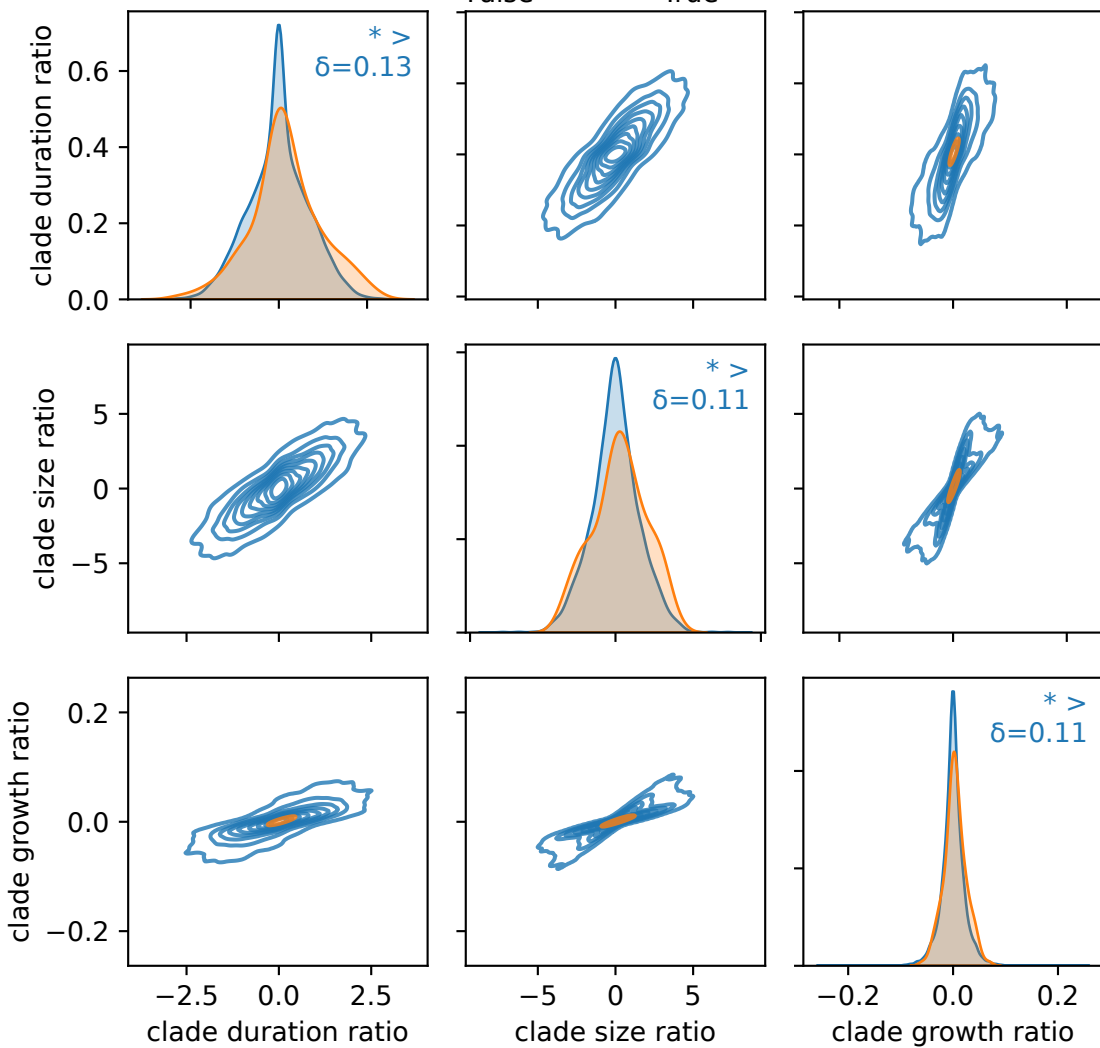 clade duration ratio
0.6
0.4
0.2
0.0
* >
δ=0.13
clade size ratio
5
0
−5
* >
δ=0.11
clade growth ratio
0.2
0.0
−0.2
* >
δ=0.11
−2.5 0.0 2.5
−5 0 5
−0.2 0.0 0.2
clade duration ratio
clade size ratio
clade growth ratio